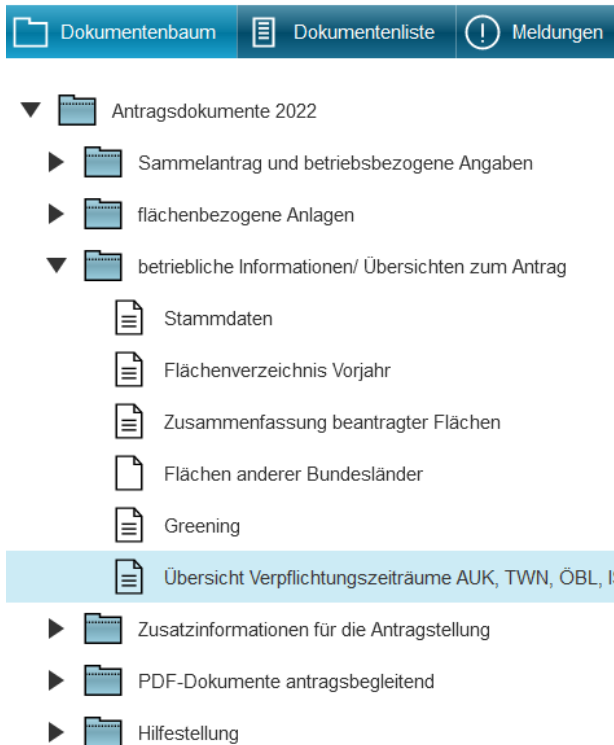 Dokumentenbaum Dokumentenliste Meldungen
Antragsdokumente 2022
Sammelantrag und betriebsbezogene Angaben
flächenbezogene Anlagen
betriebliche Informationen/ Übersichten zum Antrag
Stammdaten
Flächenverzeichnis Vorjahr
Zusammenfassung beantragter Flächen
Flächen anderer Bundesländer
Greening
Übersicht Verpflichtungszeiträume AUK, TWN, ÖBL,
Zusatzinformationen für die Antragstellung
PDF-Dokumente antragsbegleitend
Hilfestellung